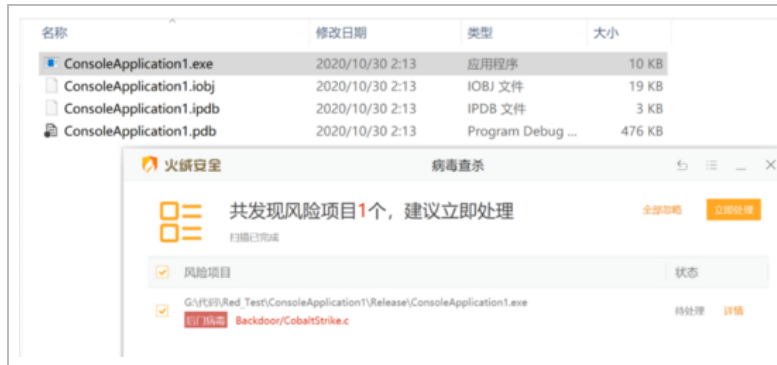 名称 修改日期 类型 大小
ConsoleApplication1.exe 2020/10/30 2:13 应用程序 10 KB
ConsoleApplication1.iobj 2020/10/30 2:13 IOBJ 文件 19 KB
ConsoleApplication1.ipdb 2020/10/30 2:13 IPDB 文件 3 KB
ConsoleApplication1.pdb 2020/10/30 2:13 Program Debug ... 476 KB
火绒安全 病毒查杀
共发现风险项目1个，建议立即处理 全部忽略 立即处理
扫描已完成
风险项目 状态
G:\代码\Red_Test\ConsoleApplication1\Release\ConsoleApplication1.exe 待处理 详情
后门病毒 Backdoor/CobaltStrike.c